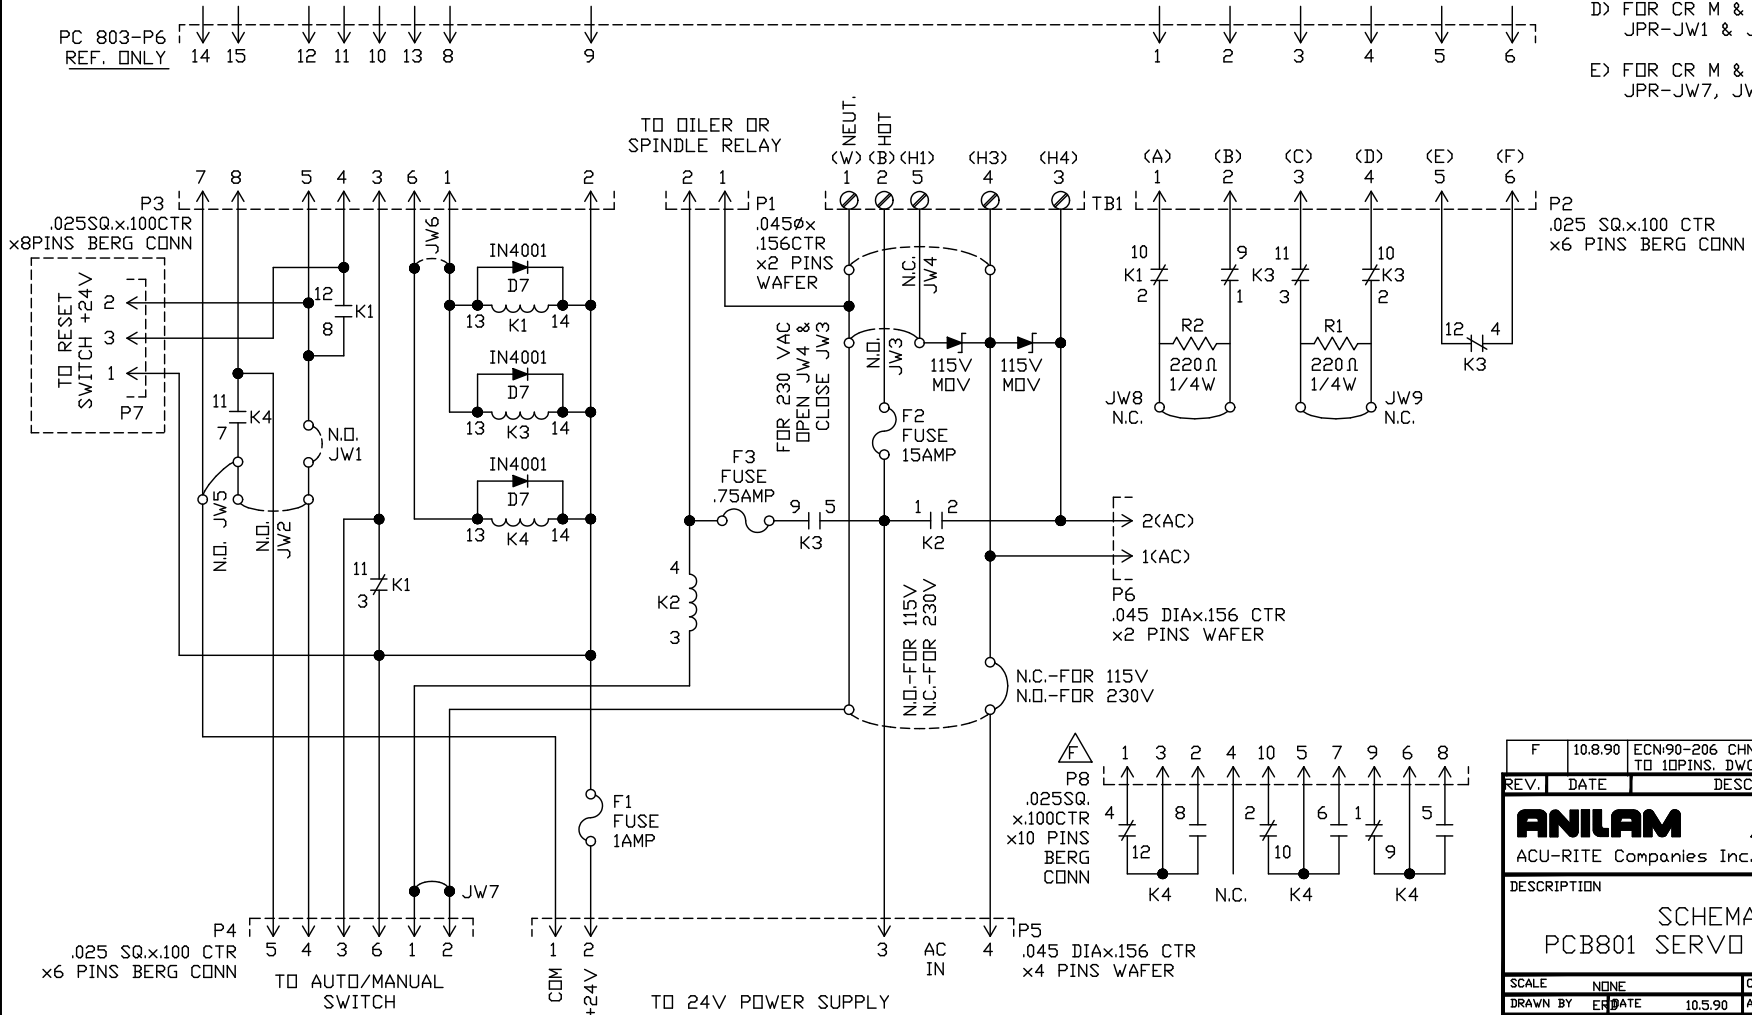 PC 803-P6
REF. ONLY
14 15 12 11 10 13 8 9 1 2 3 4 5 6
D) FOR CR M &
JPR-JW1 &
E) FOR CR M &
JPR-JW7,
TO OILER OR
SPINDLE RELAY
NEUT.
HOT
(W) (B) (H1) (H3) (H4)
(A) (B) (C) (D) (E) (F)
7 8 5 4 3 6 1 2
2 1
1 2 5 4 3
1 2 3 4 5 6
P3
.025SQ.x.100CTR
x8PINS BERG CONN
P1
.045øx
.156CTR
x2 PINS
WAFER
TB1
P2
.025 SQ.x.100 CTR
x6 PINS BERG CONN
TO RESET
SWITCH +24V
2
3
1
P7
12
K1
8
11
K4
7
N.O.
JW1
N.O. JW5
N.O.
JW2
JW6
IN4001
D7
13 K1 14
IN4001
D7
13 K3 14
IN4001
D7
13 K4 14
11
K1
3
FOR 230 VAC
OPEN JW4 &
CLOSE JW3
N.C.
JW4
N.O.
JW3
115V
MOV
115V
MOV
F2
FUSE
15AMP
F3
FUSE
.75AMP
9 5
K3
1 2
K2
4
K2
3
2(AC)
1(AC)
P6
.045 DIAx.156 CTR
x2 PINS WAFER
N.O.-FOR 115V
N.C.-FOR 230V
N.C.-FOR 115V
N.O.-FOR 230V
10
K1
2
9
K3
1
11
3
10
K3
2
R2
220Ω
1/4W
R1
220Ω
1/4W
JW8
N.C.
JW9
N.C.
12 4
K3
F
P8
.025SQ.
x.100CTR
x10 PINS
BERG
CONN
1 3 2 4 10 5 7 9 6 8
4 8 2 6 1 5
12 10 9
K4 N.C. K4 K4
F1
FUSE
1AMP
JW7
P4
.025 SQ.x.100 CTR
x6 PINS BERG CONN
5 4 3 6 1 2
TO AUTO/MANUAL
SWITCH
1 2
COM
+24V
TO 24V POWER SUPPLY
3 AC 4
IN
P5
.045 DIAx.156 CTR
x4 PINS WAFER
F 10.8.90 ECN:90-206
TO 10PINS.
REV. DATE
ANILAM
ACU-RITE Companies Inc.
DESCRIPTION
PCB801 SERVO
SCALE NONE
DRAWN BY ERD DATE 10.5.90